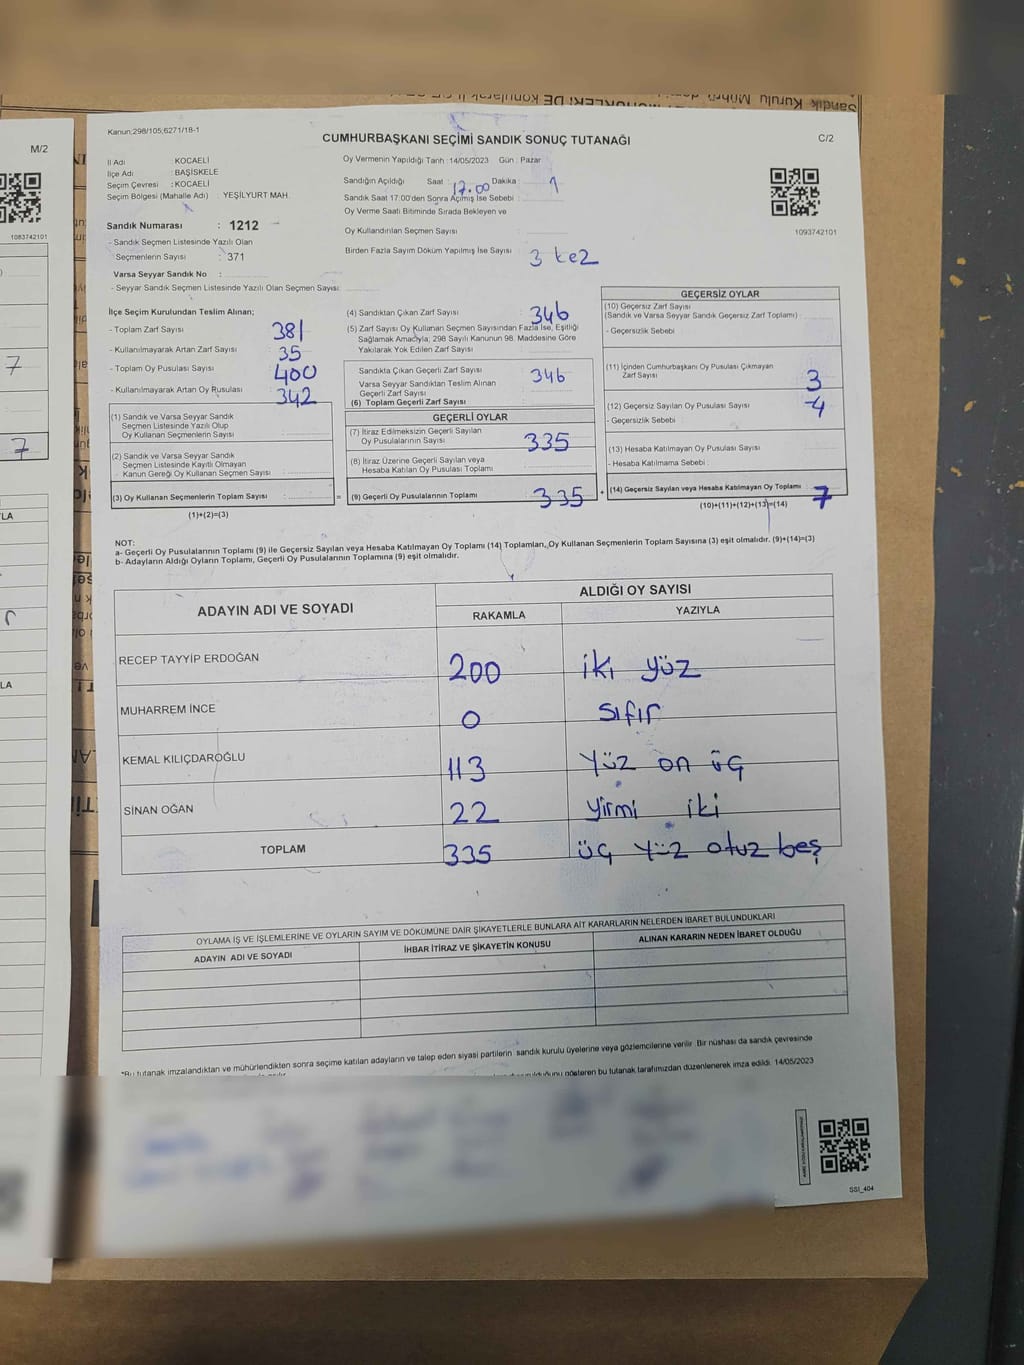 M/2
1083742101
7
7
LA
LA
Sandık Kurulu Mührü
Kanun:298/105,6271/18-1
CUMHURBAŞKANI SEÇİMİ SANDIK SONUÇ TUTANAĞI
C/2
İl Adı KOCAELİ
İlçe Adı : BAŞİSKELE
Seçim Çevresi : KOCAELİ
Seçim Bölgesi (Mahalle Adı) : YEŞİLYURT MAH.
Oy Vermenin Yapıldığı Tarih : 14/05/2023 Gün : Pazar
Sandığın Açıldığı Saat : 17.00 Dakika : 1
Sandık Saat 17.00'den Sonra Açılmış İse Sebebi :
Oy Verme Saati Bitiminde Sırada Bekleyen ve
Oy Kullandırılan Seçmen Sayısı :
Birden Fazla Sayım Döküm Yapılmış İse Sayısı : 3 kez
1093742101
Sandık Numarası : 1212
- Sandık Seçmen Listesinde Yazılı Olan
Seçmenlerin Sayısı : 371
Varsa Seyyar Sandık No :
- Seyyar Sandık Seçmen Listesinde Yazılı Olan Seçmen Sayısı:
İlçe Seçim Kurulundan Teslim Alınan;
- Toplam Zarf Sayısı 381
- Kullanılmayarak Artan Zarf Sayısı 35
- Toplam Oy Pusulası Sayısı 400
- Kullanılmayarak Artan Oy Pusulası 342
(1) Sandık ve Varsa Seyyar Sandık
Seçmen Listesinde Yazılı Olup
Oy Kullanan Seçmenlerin Sayısı :
(2) Sandık ve Varsa Seyyar Sandık
Seçmen Listesinde Kayıtlı Olmayan
Kanun Gereği Oy Kullanan Seçmen Sayısı :
(3) Oy Kullanan Seçmenlerin Toplam Sayısı :
(1)+(2)=(3)
(4) Sandıktan Çıkan Zarf Sayısı : 346
(5) Zarf Sayısı Oy Kullanan Seçmen Sayısından Fazla İse, Eşitliği
Sağlamak Amacıyla; 298 Sayılı Kanunun 98. Maddesine Göre
Yakılarak Yok Edilen Zarf Sayısı :
Sandıkta Çıkan Geçerli Zarf Sayısı : 346
Varsa Seyyar Sandıktan Teslim Alınan
Geçerli Zarf Sayısı :
(6) Toplam Geçerli Zarf Sayısı :
GEÇERLİ OYLAR
(7) İtiraz Edilmeksizin Geçerli Sayılan
Oy Pusulalarının Sayısı : 335
(8) İtiraz Üzerine Geçerli Sayılan veya
Hesaba Katılan Oy Pusulası Toplamı :
= (9) Geçerli Oy Pusulalarının Toplamı : 335
GEÇERSİZ OYLAR
(10) Geçersiz Zarf Sayısı
(Sandık ve Varsa Seyyar Sandık Geçersiz Zarf Toplamı) :
- Geçersizlik Sebebi :
(11) İçinden Cumhurbaşkanı Oy Pusulası Çıkmayan
Zarf Sayısı : 3
(12) Geçersiz Sayılan Oy Pusulası Sayısı : 4
- Geçersizlik Sebebi :
(13) Hesaba Katılmayan Oy Pusulası Sayısı :
- Hesaba Katılmama Sebebi :
+ (14) Geçersiz Sayılan veya Hesaba Katılmayan Oy Toplamı : 7
(10)+(11)+(12)+(13)=(14)
NOT:
a- Geçerli Oy Pusulalarının Toplamı (9) ile Geçersiz Sayılan veya Hesaba Katılmayan Oy Toplamı (14) Toplamları, Oy Kullanan Seçmenlerin Toplam Sayısına (3) eşit olmalıdır. (9)+(14)=(3)
b- Adayların Aldığı Oyların Toplamı, Geçerli Oy Pusulalarının Toplamına (9) eşit olmalıdır.
ADAYIN ADI VE SOYADI
ALDIĞI OY SAYISI
RAKAMLA YAZIYLA
RECEP TAYYİP ERDOĞAN 200 iki yüz
MUHARREM İNCE 0 sıfır
KEMAL KILIÇDAROĞLU 113 yüz on üç
SİNAN OĞAN 22 yirmi iki
TOPLAM 335 üç yüz otuz beş
OYLAMA İŞ VE İŞLEMLERİNE VE OYLARIN SAYIM VE DÖKÜMÜNE DAİR ŞİKAYETLERLE BUNLARA AİT KARARLARIN NELERDEN İBARET BULUNDUKLARI
ADAYIN ADI VE SOYADI
İHBAR İTİRAZ VE ŞİKAYETİN KONUSU
ALINAN KARARIN NEDEN İBARET OLDUĞU
*Bu tutanak imzalandıktan ve mühürlendikten sonra seçime katılan adayların ve talep eden siyasi partilerin sandık kurulu üyelerine veya gözlemcilerine verilir. Bir nüshası da sandık çevresinde
gösteren bu tutanak tarafımızdan düzenlenerek imza edildi. 14/05/2023
SSI_404